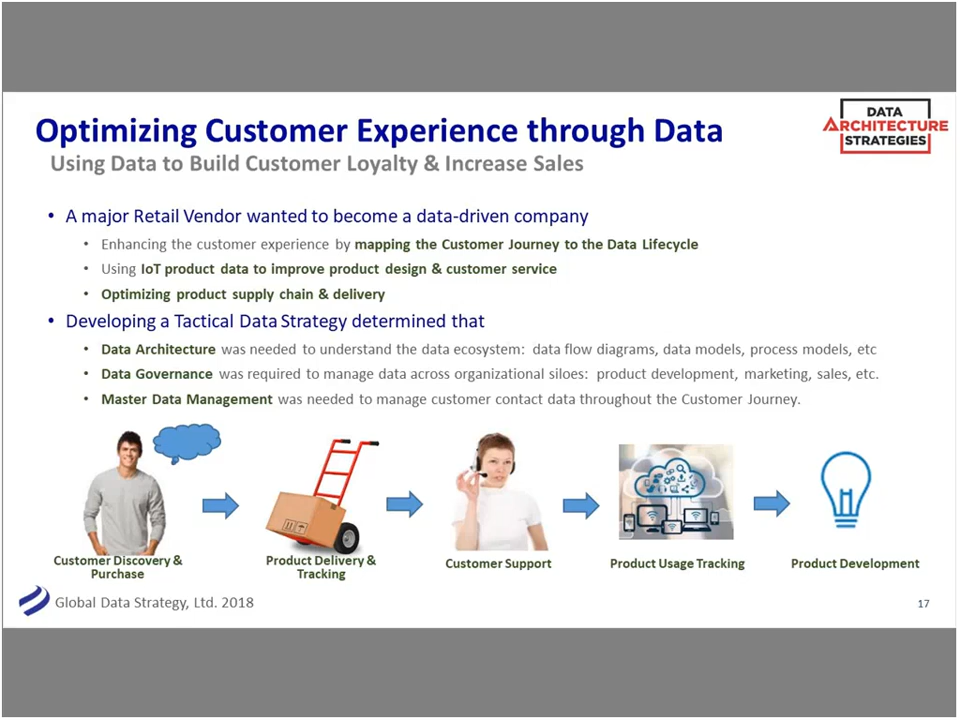 Optimizing Customer Experience through Data
Using Data to Build Customer Loyalty & Increase Sales
DATA
ARCHITECTURE
STRATEGIES
• A major Retail Vendor wanted to become a data-driven company
• Enhancing the customer experience by mapping the Customer Journey to the Data Lifecycle
• Using IoT product data to improve product design & customer service
• Optimizing product supply chain & delivery
• Developing a Tactical Data Strategy determined that
• Data Architecture was needed to understand the data ecosystem: data flow diagrams, data models, process models, etc
• Data Governance was required to manage data across organizational siloes: product development, marketing, sales, etc.
• Master Data Management was needed to manage customer contact data throughout the Customer Journey.
Customer Discovery &
Purchase
Product Delivery &
Tracking
Customer Support
Product Usage Tracking
Product Development
Global Data Strategy, Ltd. 2018
17